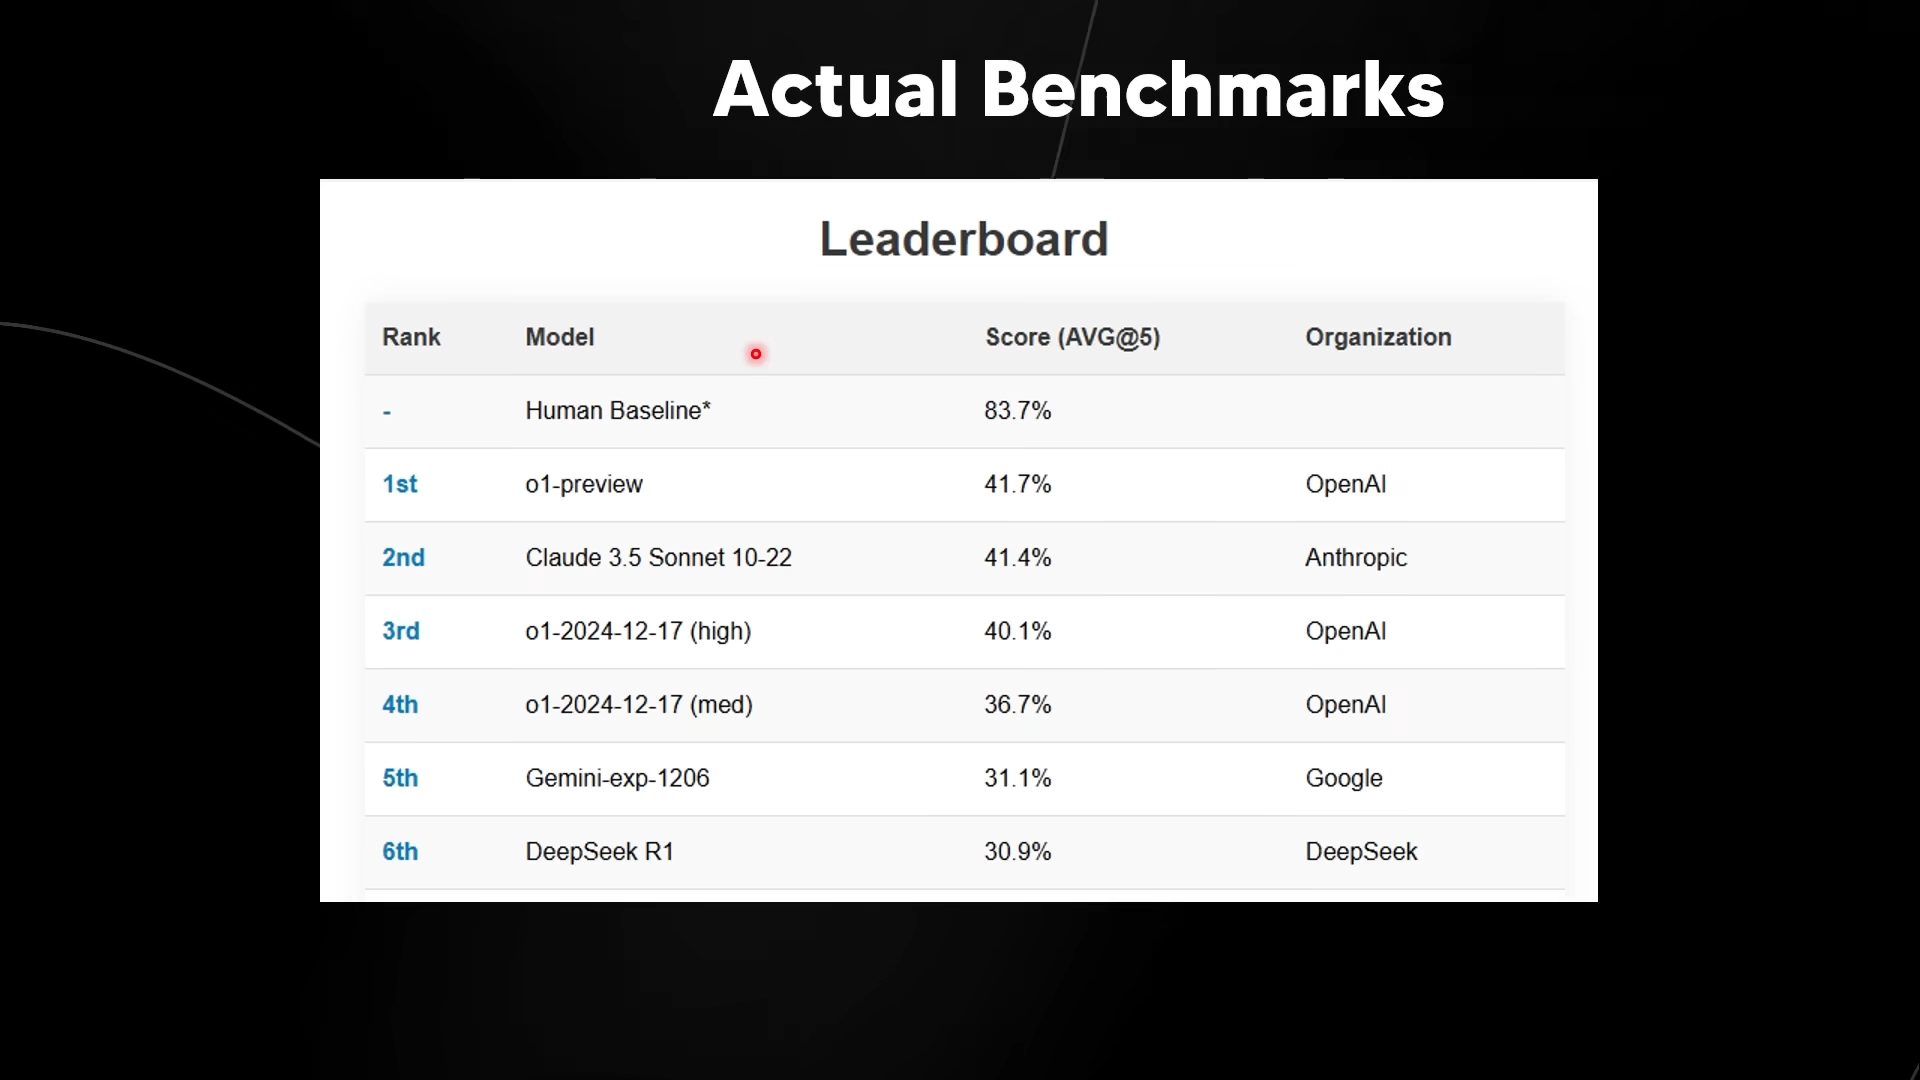 Actual Benchmarks
Leaderboard
Rank Model Score (AVG@5) Organization
- Human Baseline* 83.7%
1st o1-preview 41.7% OpenAI
2nd Claude 3.5 Sonnet 10-22 41.4% Anthropic
3rd o1-2024-12-17 (high) 40.1% OpenAI
4th o1-2024-12-17 (med) 36.7% OpenAI
5th Gemini-exp-1206 31.1% Google
6th DeepSeek R1 30.9% DeepSeek